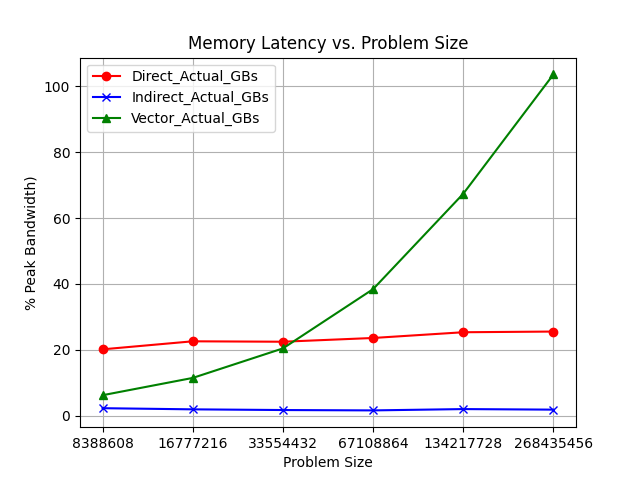 Memory Latency vs. Problem Size
Direct_Actual_GBs
Indirect_Actual_GBs
Vector_Actual_GBs
100
80
60
40
20
0
% Peak Bandwidth)
8388608 16777216 33554432 67108864 134217728 268435456
Problem Size